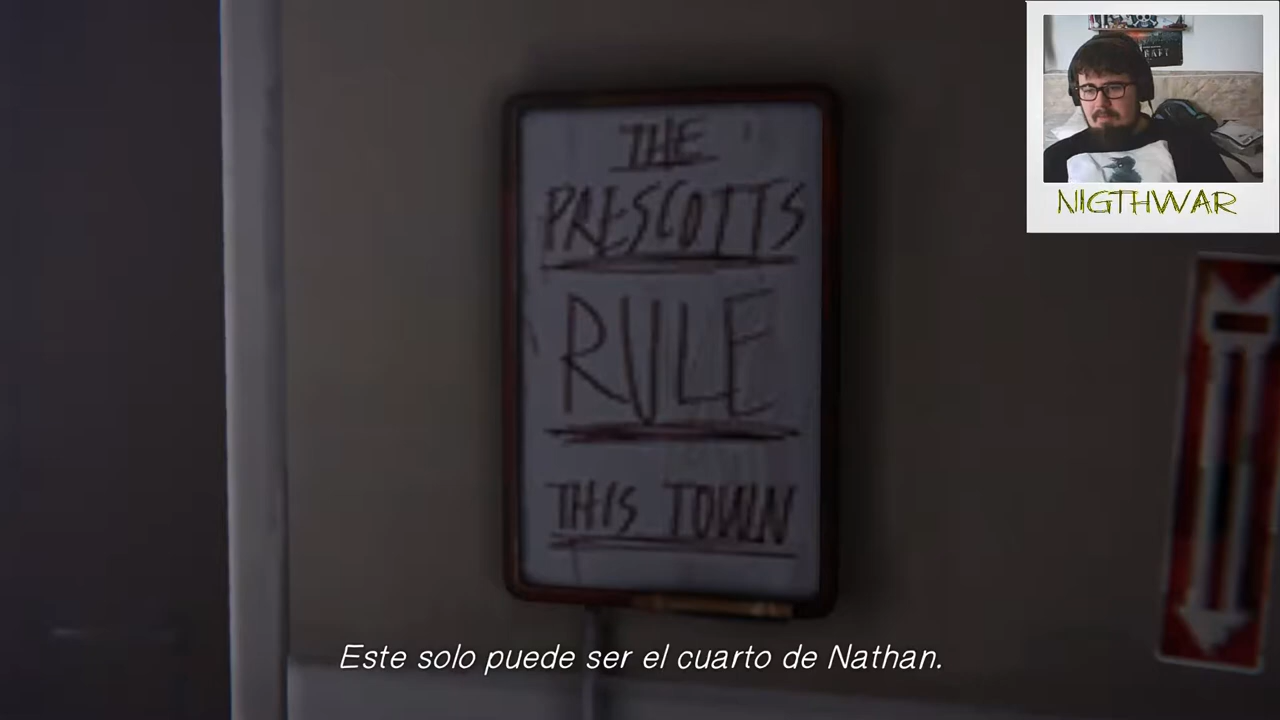 THE
PRESCOTTS
RULE
THIS TOWN
NIGTHWAR
Este solo puede ser el cuarto de Nathan.